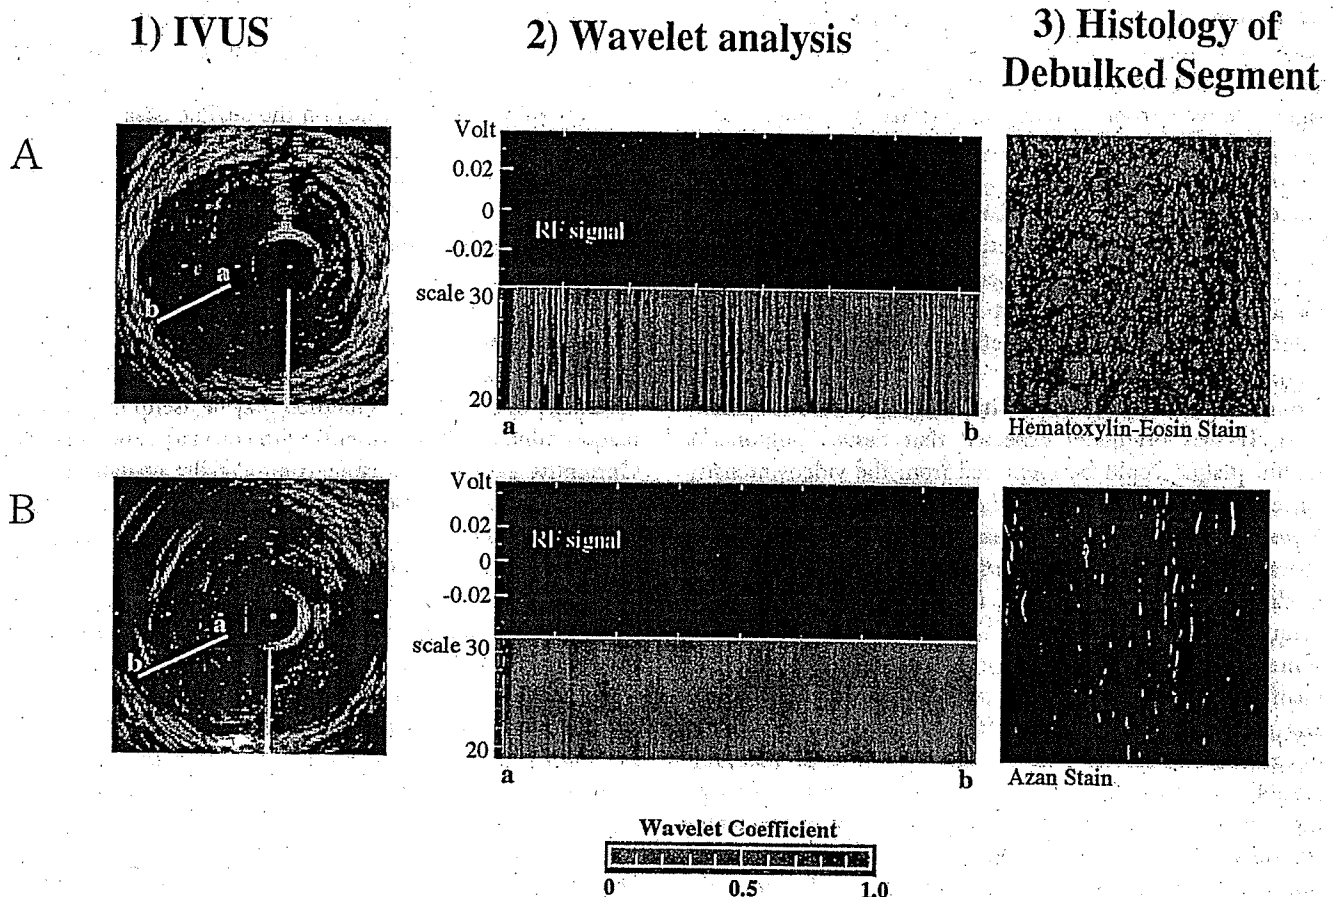 1) IVUS
2) Wavelet analysis
3) Histology of
Debulked Segment
A
a
b
Volt
0.02
0
-0.02
RF signal
scale 30
20
a
b
Hematoxylin-Eosin Stain
B
a
b
Volt
0.02
0
-0.02
RF signal
scale 30
20
a
b
Azan Stain
Wavelet Coefficient
0 0.5 1.0